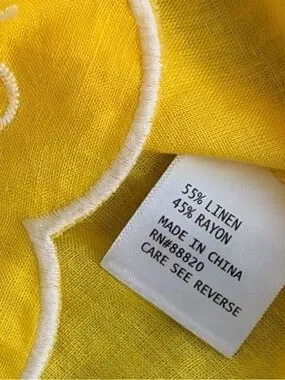 55% LINEN
45% RAYON
MADE IN CHINA
RN#88820
CARE SEE REVERSE